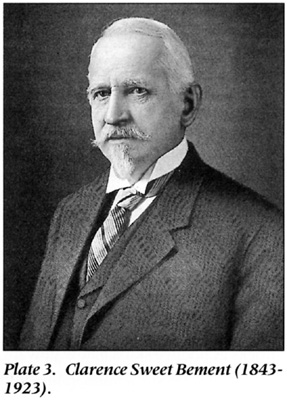 Plate 3. Clarence Sweet Bement (1843-
1923).